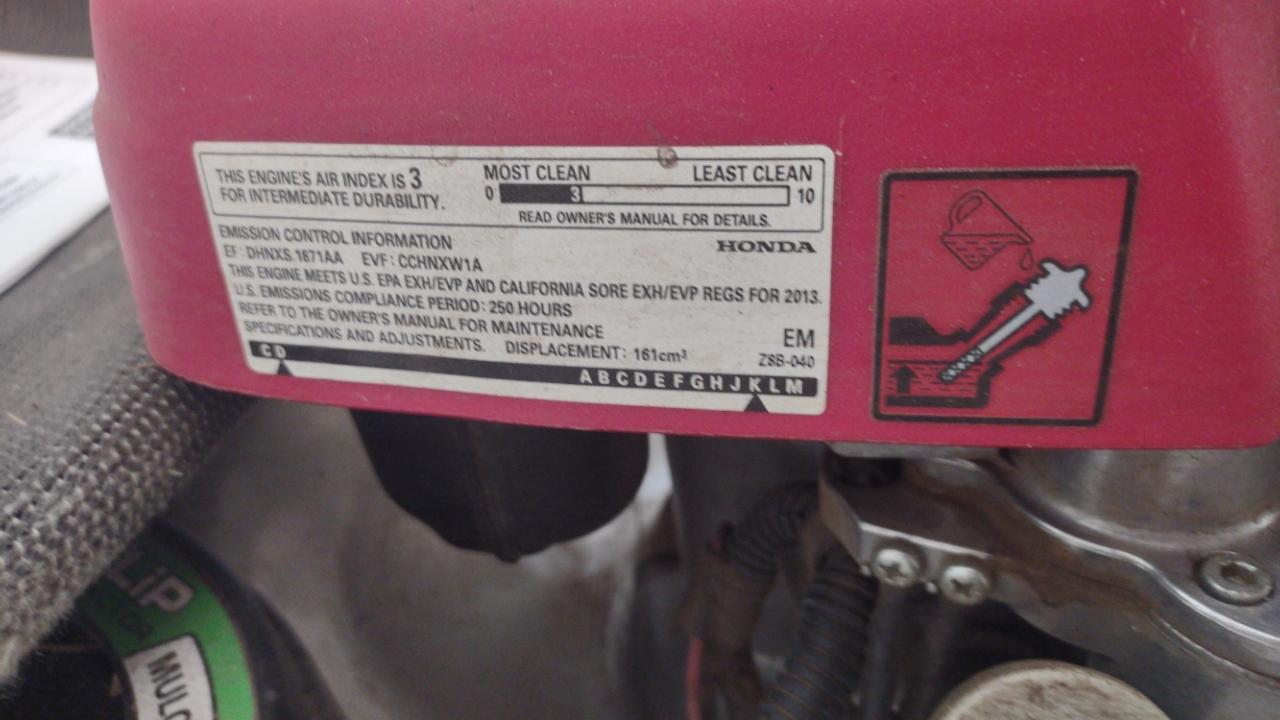 THIS ENGINE'S AIR INDEX IS 3
FOR INTERMEDIATE DURABILITY.
MOST CLEAN LEAST CLEAN
0 3 10
READ OWNER'S MANUAL FOR DETAILS.
EMISSION CONTROL INFORMATION
HONDA
EF: DHNXS.1671AA EVF: CCHNXW1A
THIS ENGINE MEETS U.S. EPA EXH/EVP AND CALIFORNIA SORE EXH/EVP REGS FOR 2013.
U.S. EMISSIONS COMPLIANCE PERIOD: 250 HOURS
REFER TO THE OWNER'S MANUAL FOR MAINTENANCE
SPECIFICATIONS AND ADJUSTMENTS. DISPLACEMENT: 161cm³
EM
Z8B-040
C D
A B C D E F G H J K L M
LiP
MULC